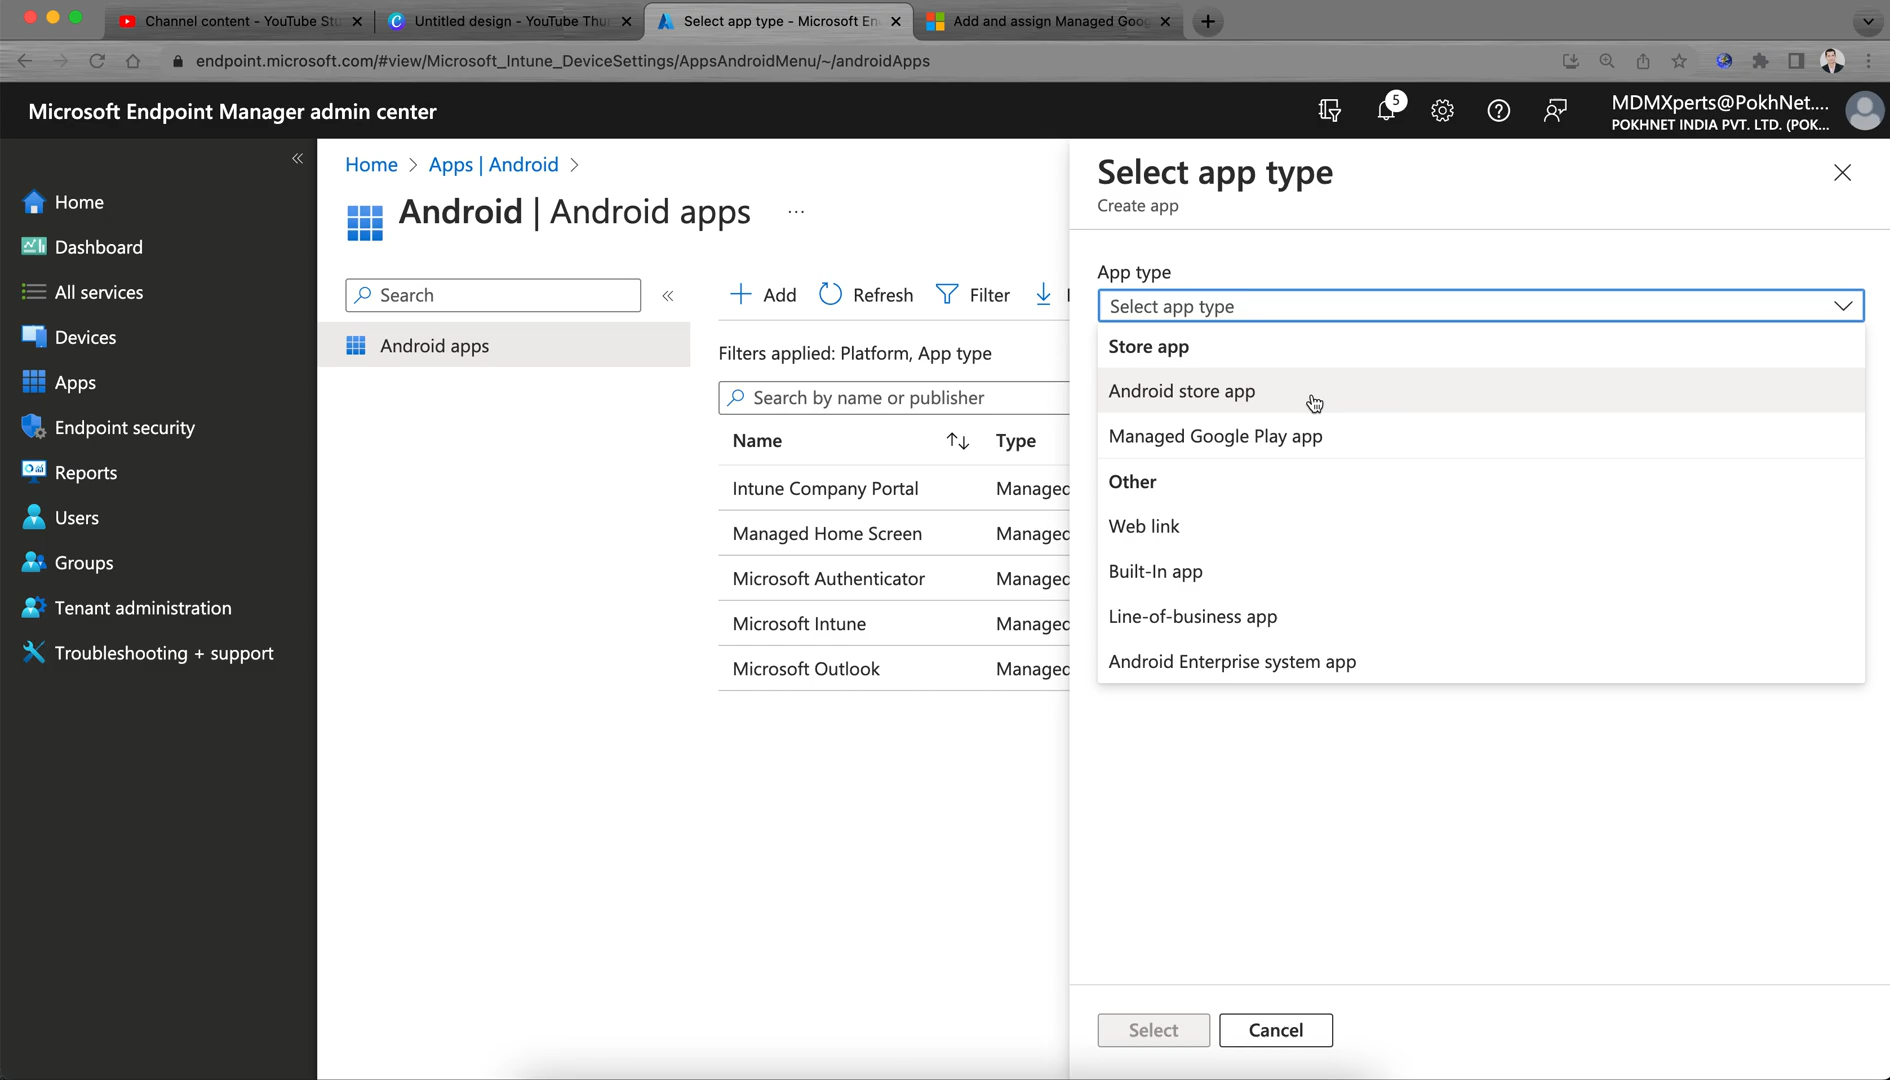 Channel content - YouTube Stu
Untitled design - YouTube Thu
Select app type - Microsoft En
Add and assign Managed Goog
endpoint.microsoft.com/#view/Microsoft_Intune_DeviceSettings/AppsAndroidMenu/~/androidApps
Microsoft Endpoint Manager admin center
5
MDMXperts@PokhNet....
POKHNET INDIA PVT. LTD. (POK...
Home
Dashboard
All services
Devices
Apps
Endpoint security
Reports
Users
Groups
Tenant administration
Troubleshooting + support
Home > Apps | Android >
Android | Android apps ...
Search
Android apps
Add Refresh Filter
Filters applied: Platform, App type
Search by name or publisher
Name Type
Intune Company Portal Managed
Managed Home Screen Managed
Microsoft Authenticator Managed
Microsoft Intune Managed
Microsoft Outlook Managed
Select app type
Create app
App type
Select app type
Store app
Android store app
Managed Google Play app
Other
Web link
Built-In app
Line-of-business app
Android Enterprise system app
Select Cancel